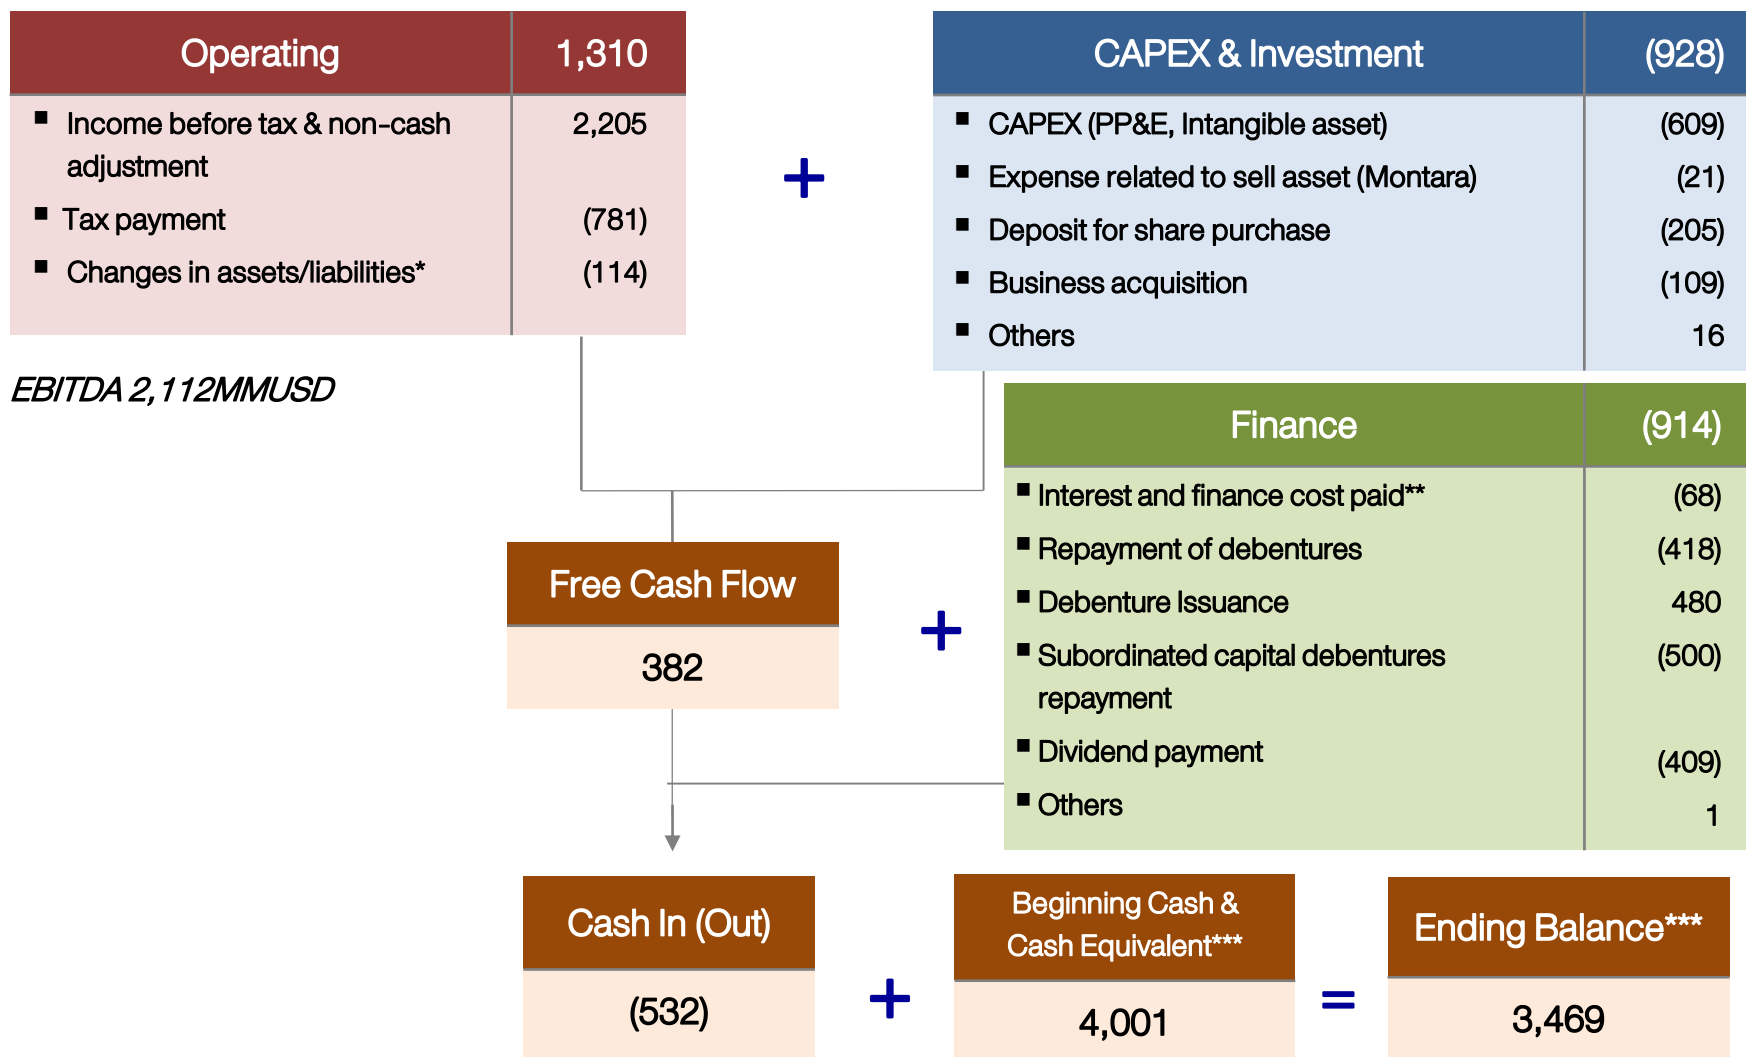 Operating 1,310
▪ Income before tax & non-cash 2,205
adjustment
▪ Tax payment (781)
▪ Changes in assets/liabilities* (114)
EBITDA 2,112MMUSD
+
CAPEX & Investment (928)
▪ CAPEX (PP&E, Intangible asset) (609)
▪ Expense related to sell asset (Montara) (21)
▪ Deposit for share purchase (205)
▪ Business acquisition (109)
▪ Others 16
Free Cash Flow
382
+
Finance (914)
▪ Interest and finance cost paid** (68)
▪ Repayment of debentures (418)
▪ Debenture Issuance 480
▪ Subordinated capital debentures (500)
repayment
▪ Dividend payment (409)
▪ Others 1
Cash In (Out)
(532)
+
Beginning Cash &
Cash Equivalent***
4,001
=
Ending Balance***
3,469